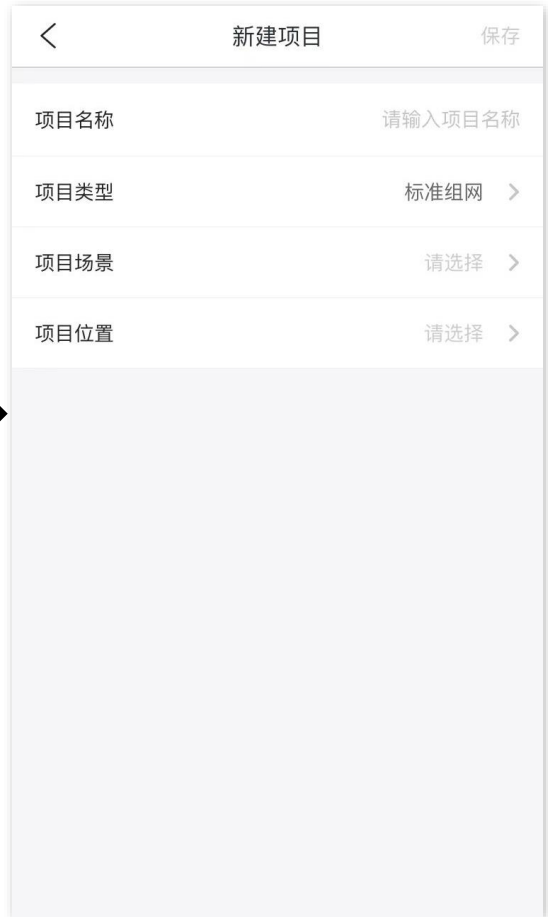 新建项目 保存
项目名称 请输入项目名称
项目类型 标准组网
项目场景 请选择
项目位置 请选择